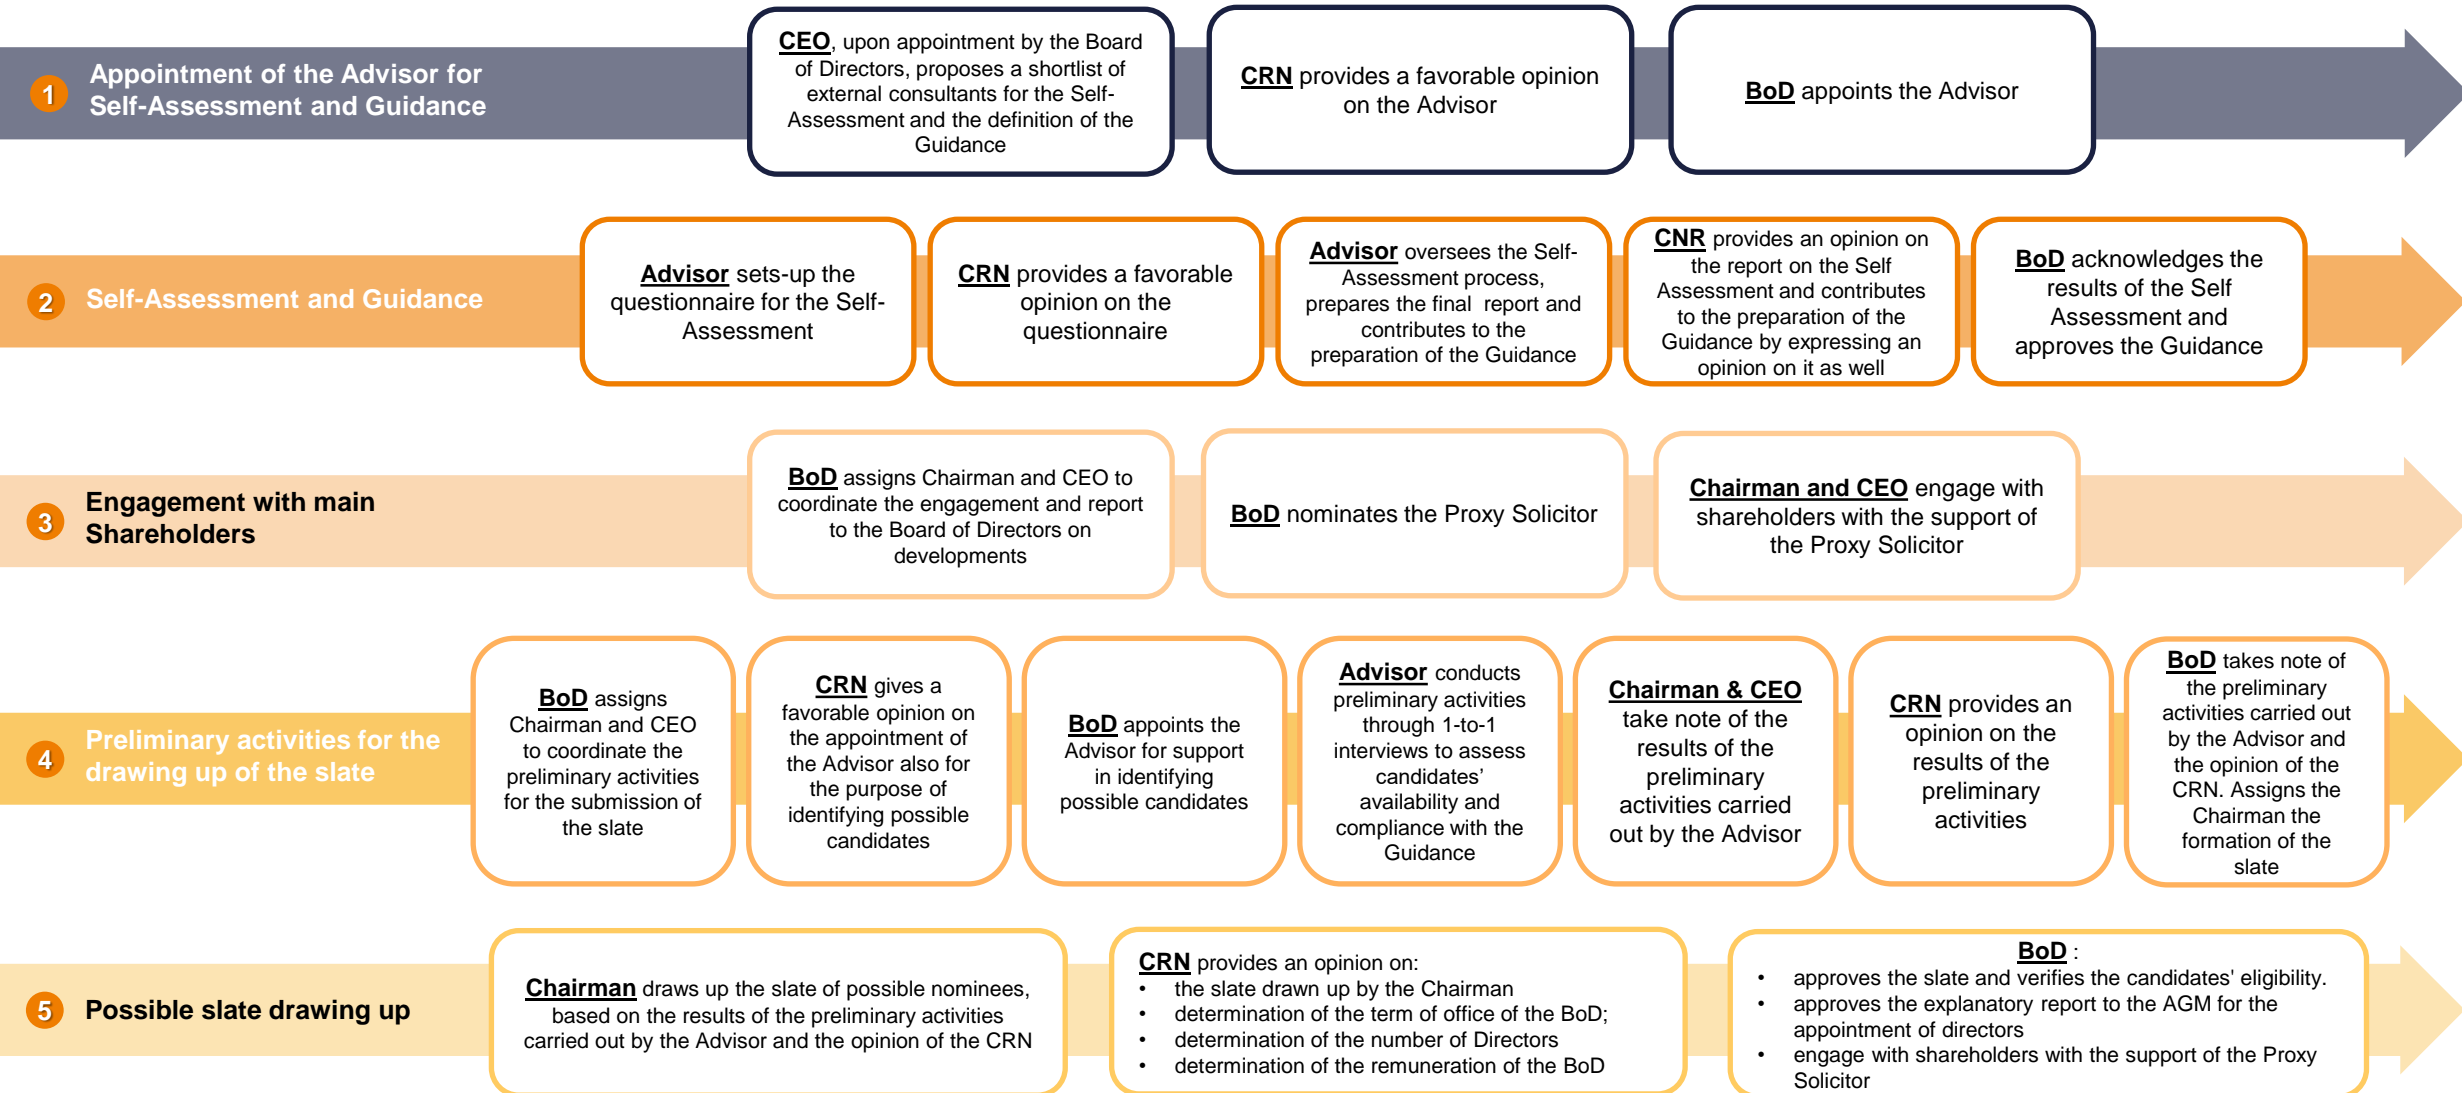 1
Appointment of the Advisor for
Self-Assessment and Guidance
CEO, upon appointment by the Board
of Directors, proposes a shortlist of
external consultants for the Self-
Assessment and the definition of the
Guidance
CRN provides a favorable opinion
on the Advisor
BoD appoints the Advisor
2
Self-Assessment and Guidance
Advisor sets-up the
questionnaire for the Self-
Assessment
CRN provides a favorable
opinion on the
questionnaire
Advisor oversees the Self-
Assessment process,
prepares the final report and
contributes to the
preparation of the Guidance
CNR provides an opinion on
the report on the Self
Assessment and contributes
to the preparation of the
Guidance by expressing an
opinion on it as well
BoD acknowledges the
results of the Self
Assessment and
approves the Guidance
3
Engagement with main
Shareholders
BoD assigns Chairman and CEO to
coordinate the engagement and report
to the Board of Directors on
developments
BoD nominates the Proxy Solicitor
Chairman and CEO engage with
shareholders with the support of
the Proxy Solicitor
4
Preliminary activities for the
drawing up of the slate
BoD assigns
Chairman and CEO
to coordinate the
preliminary activities
for the submission of
the slate
CRN gives a
favorable opinion on
the appointment of
the Advisor also for
the purpose of
identifying possible
candidates
BoD appoints the
Advisor for support
in identifying
possible candidates
Advisor conducts
preliminary activities
through 1-to-1
interviews to assess
candidates’
availability and
compliance with the
Guidance
Chairman & CEO
take note of the
results of the
preliminary
activities carried
out by the Advisor
CRN provides an
opinion on the
results of the
preliminary
activities
BoD takes note of
the preliminary
activities carried out
by the Advisor and
the opinion of the
CRN. Assigns the
Chairman the
formation of the
slate
5
Possible slate drawing up
Chairman draws up the slate of possible nominees,
based on the results of the preliminary activities
carried out by the Advisor and the opinion of the CRN
CRN provides an opinion on:
• the slate drawn up by the Chairman
• determination of the term of office of the BoD;
• determination of the number of Directors
• determination of the remuneration of the BoD
BoD :
• approves the slate and verifies the candidates' eligibility.
• approves the explanatory report to the AGM for the
appointment of directors
• engage with shareholders with the support of the Proxy
Solicitor